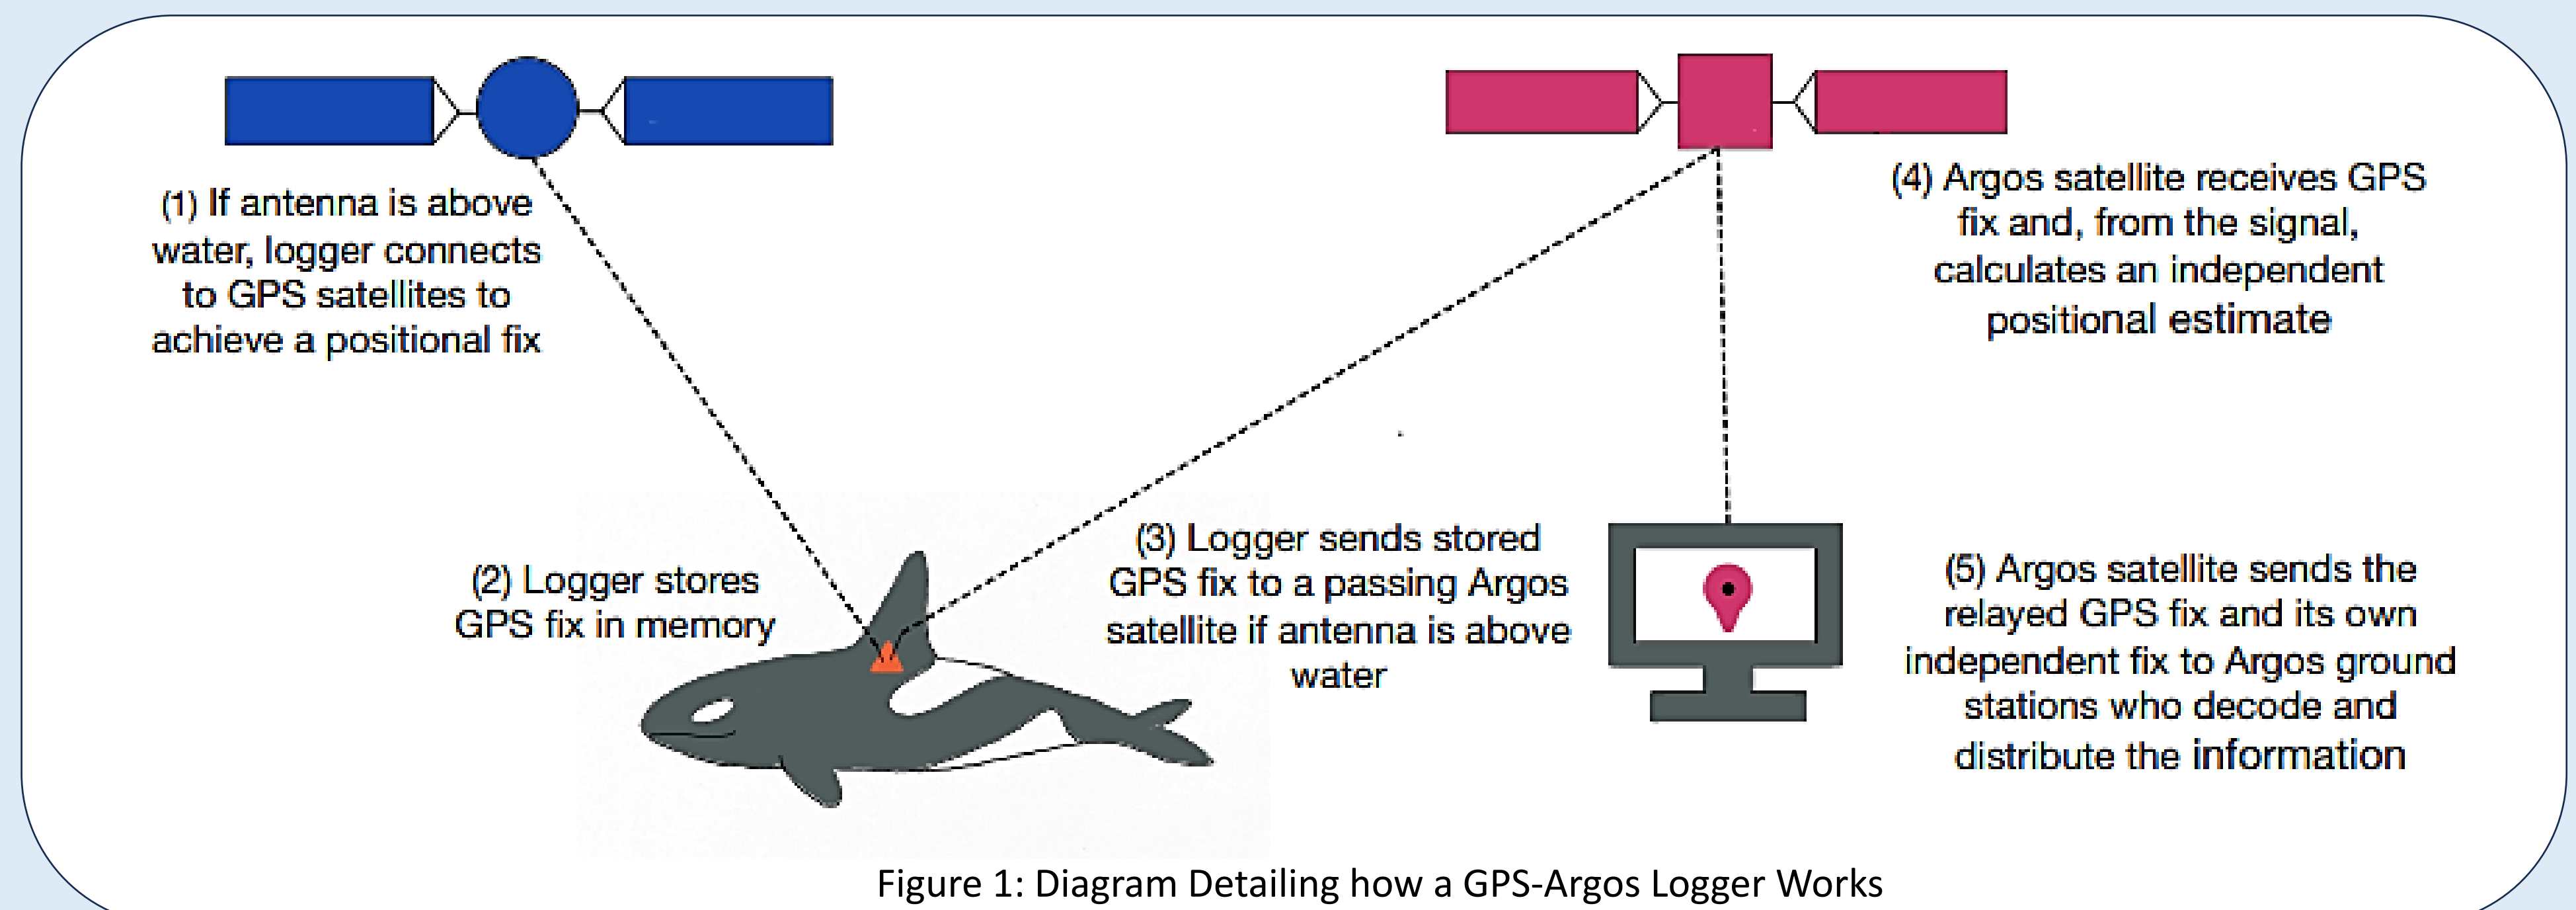 (1) If antenna is above
water, logger connects
to GPS satellites to
achieve a positional fix
(2) Logger stores
GPS fix in memory
(3) Logger sends stored
GPS fix to a passing Argos
satellite if antenna is above
water
(4) Argos satellite receives GPS
fix and, from the signal,
calculates an independent
positional estimate
(5) Argos satellite sends the
relayed GPS fix and its own
independent fix to Argos ground
stations who decode and
distribute the information
Figure 1: Diagram Detailing how a GPS-Argos Logger Works